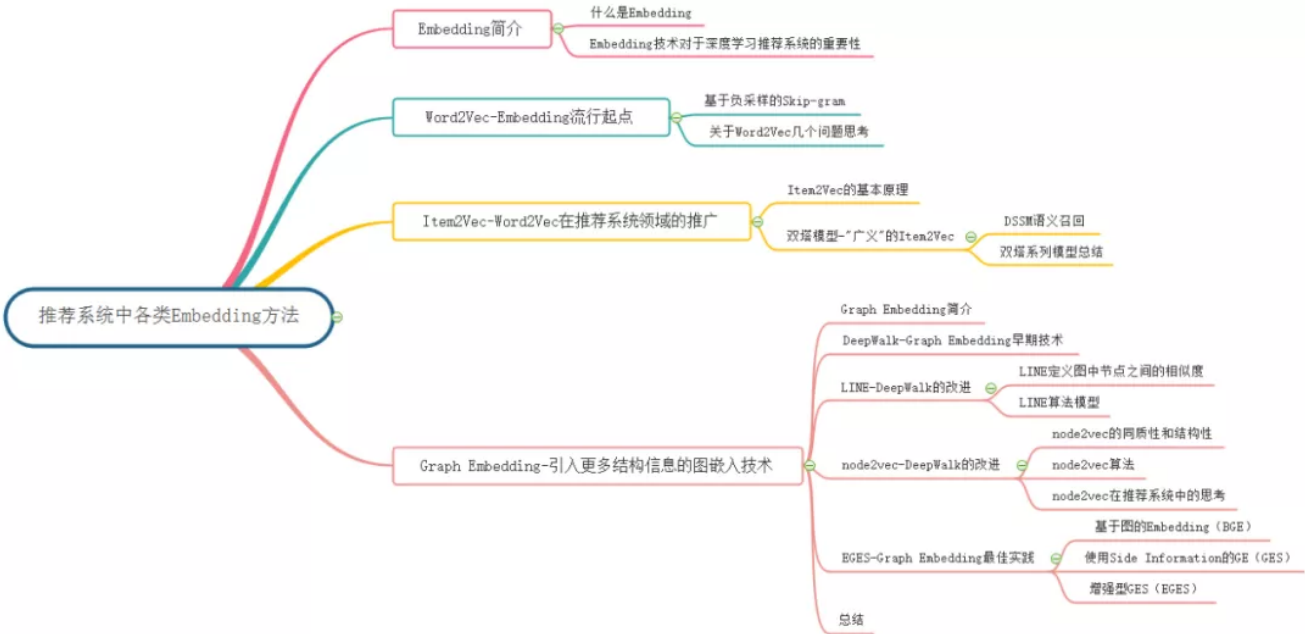 推荐系统中各类Embedding方法
Embedding简介
什么是Embedding
Embedding技术对于深度学习推荐系统的重要性
Word2Vec-Embedding流行起点
基于负采样的Skip-gram
关于Word2Vec几个问题思考
Item2Vec-Word2Vec在推荐系统领域的推广
Item2Vec的基本原理
双塔模型-"广义"的Item2Vec
DSSM语义召回
双塔系列模型总结
Graph Embedding-引入更多结构信息的图嵌入技术
Graph Embedding简介
DeepWalk-Graph Embedding早期技术
LINE-DeepWalk的改进
LINE定义图中节点之间的相似度
LINE算法模型
node2vec-DeepWalk的改进
node2vec的同质性和结构性
node2vec算法
node2vec在推荐系统中的思考
EGES-Graph Embedding最佳实践
基于图的Embedding（BGE）
使用Side Information的GE（GES）
增强型GES（EGES）
总结